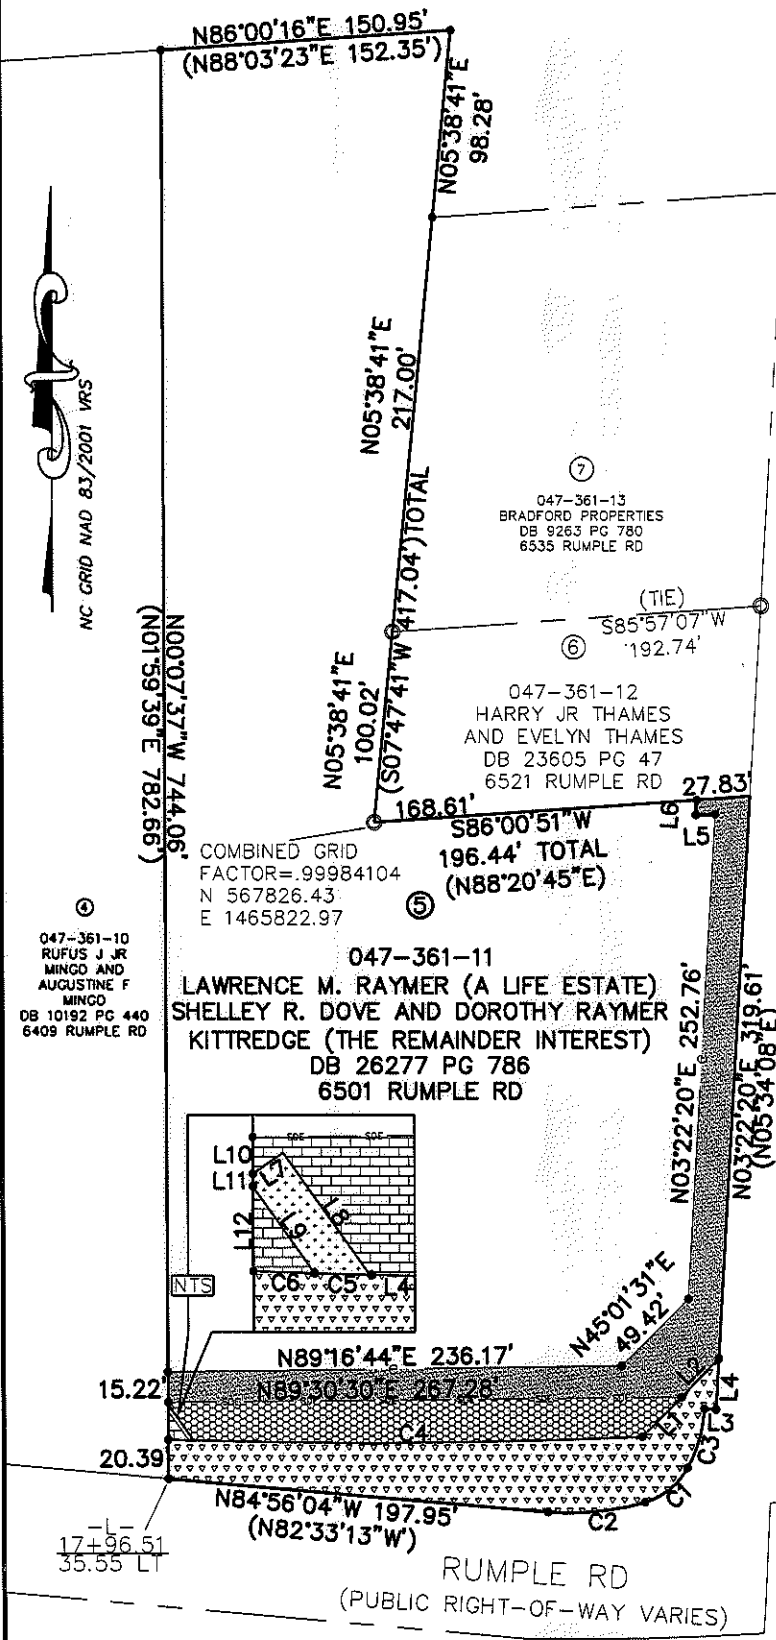 N86°00'16"E 150.95'
(N88°03'23"E 152.35')
N05°38'41"E
98.28'
NC GRID NAD 83/2001 VRS
N05°38'41"E
217.00'
7
047-361-13
BRADFORD PROPERTIES
DB 9263 PG 780
6535 RUMPLE RD
(S07°47'41"W 417.04')TOTAL
(TIE)
S85°57'07"W
192.74'
6
047-361-12
HARRY JR THAMES
AND EVELYN THAMES
DB 23605 PG 47
6521 RUMPLE RD
N05°38'41"E
100.02'
N00°07'37"W 744.06'
(N01°59'39"E 782.66')
27.83'
168.61'
L6
L5
S86°00'51"W
196.44' TOTAL
(N88°20'45"E)
COMBINED GRID
FACTOR=.99984104
N 567826.43
E 1465822.97
5
4
047-361-10
RUFUS J JR
MINGO AND
AUGUSTINE F
MINGO
DB 10192 PG 440
6409 RUMPLE RD
047-361-11
LAWRENCE M. RAYMER (A LIFE ESTATE)
SHELLEY R. DOVE AND DOROTHY RAYMER
KITTREDGE (THE REMAINDER INTEREST)
DB 26277 PG 786
6501 RUMPLE RD
N03°22'20"E 252.76'
N03°22'20"E 319.61'
(N05°34'08"E)
SDE SDE
L10
L11
L7
L12
L9
L8
C6
C5
L4
NTS
N45°01'31"E
49.42'
N89°16'44"E 236.17'
15.22'
N89°30'30"E 267.28'
L2
L4
L1
L3
C4
C3
20.39
C1
N84°56'04"W 197.95'
(N82°33'13"W')
C2
-L-
17+96.51
35.55 LT
RUMPLE RD
(PUBLIC RIGHT-OF-WAY VARIES)